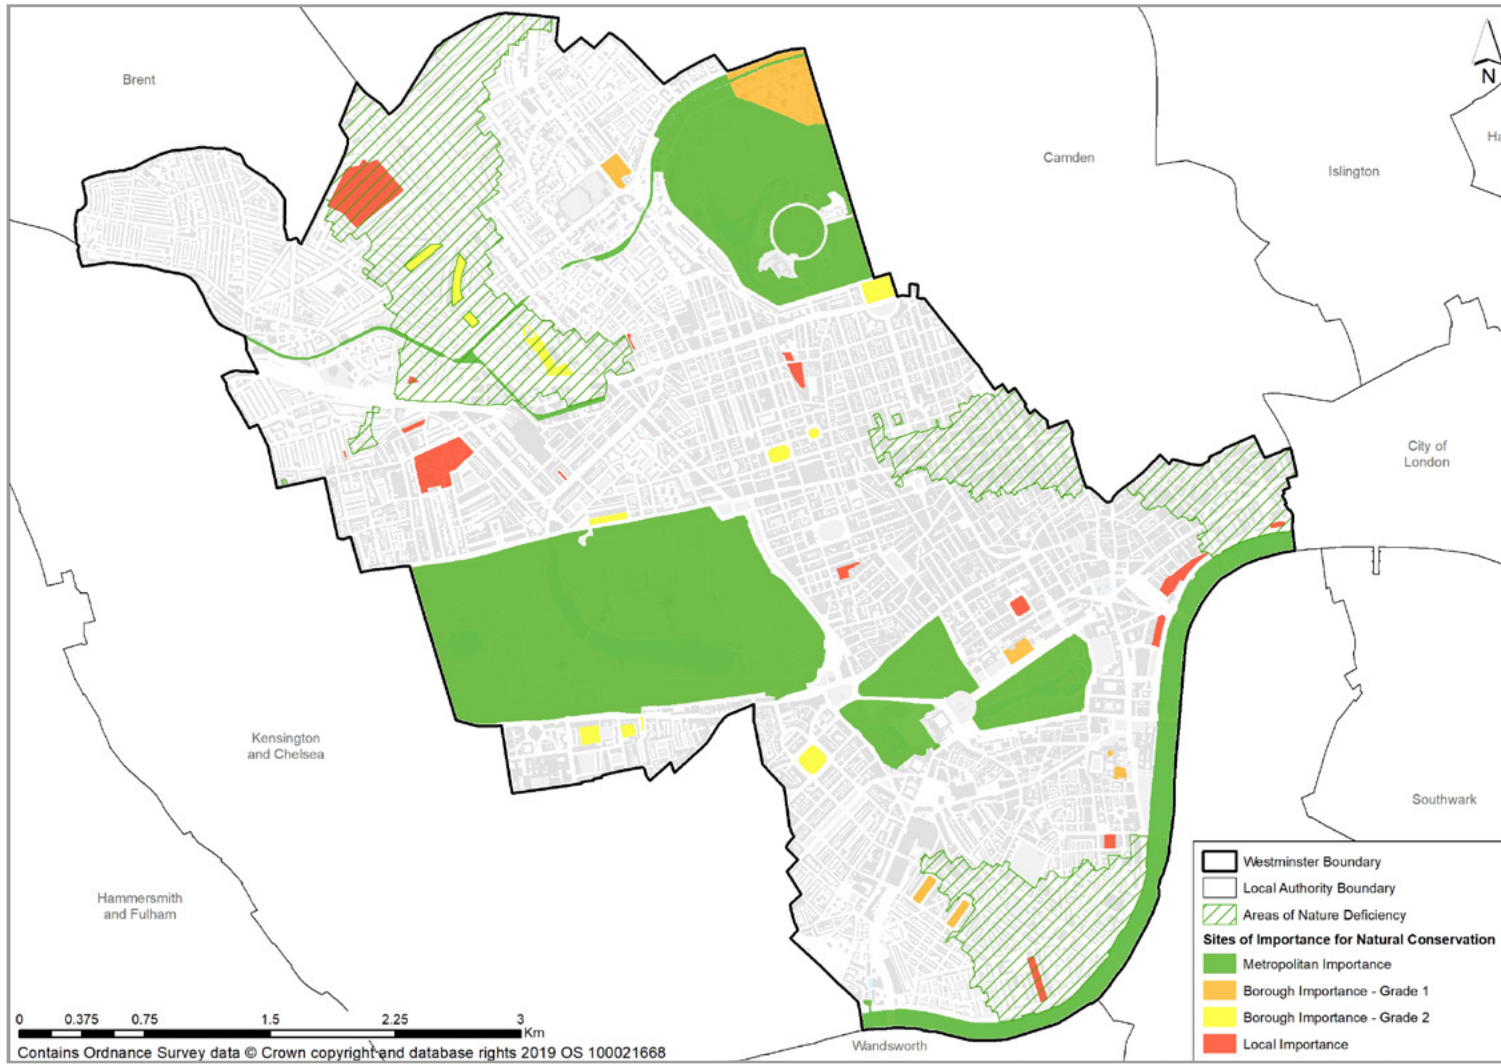 Brent
N
Ha
Camden
Islington
City of
London
Kensington
and Chelsea
Southwark
Hammersmith
and Fulham
Wandsworth
Westminster Boundary
Local Authority Boundary
Areas of Nature Deficiency
Sites of Importance for Natural Conservation
Metropolitan Importance
Borough Importance - Grade 1
Borough Importance - Grade 2
Local Importance
0 0.375 0.75 1.5 2.25 3
Km
Contains Ordnance Survey data © Crown copyright and database rights 2019 OS 100021668